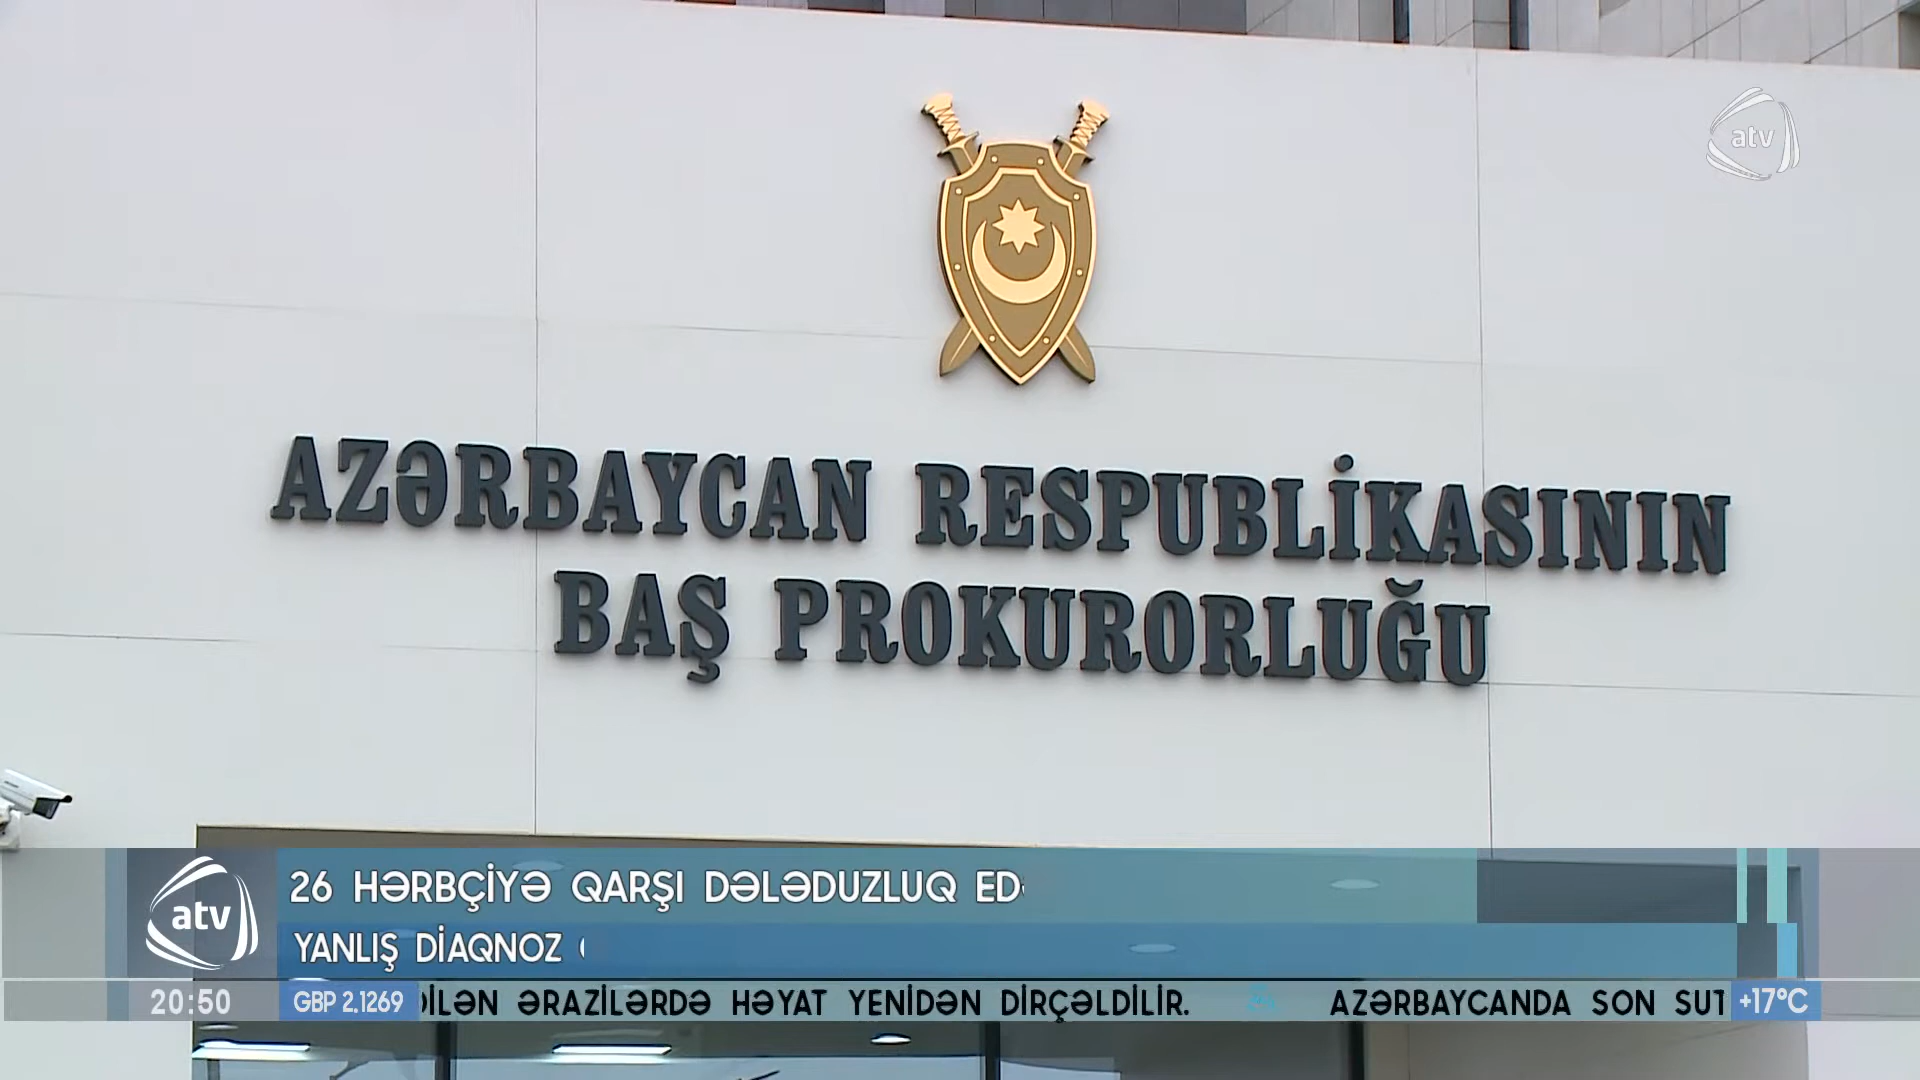 atv
AZƏRBAYCAN RESPUBLİKASININ
BAŞ PROKURORLUĞU
atv
26 HƏRBÇİYƏ QARŞI DƏLƏDUZLUQ
YANLIŞ DİAQNOZ
20:50 GBP 2.1269 ƏRAZİLƏRDƏ HƏYAT YENİDƏN DİRÇƏLDİLİR. AZƏRBAYCANDA SON +17°C